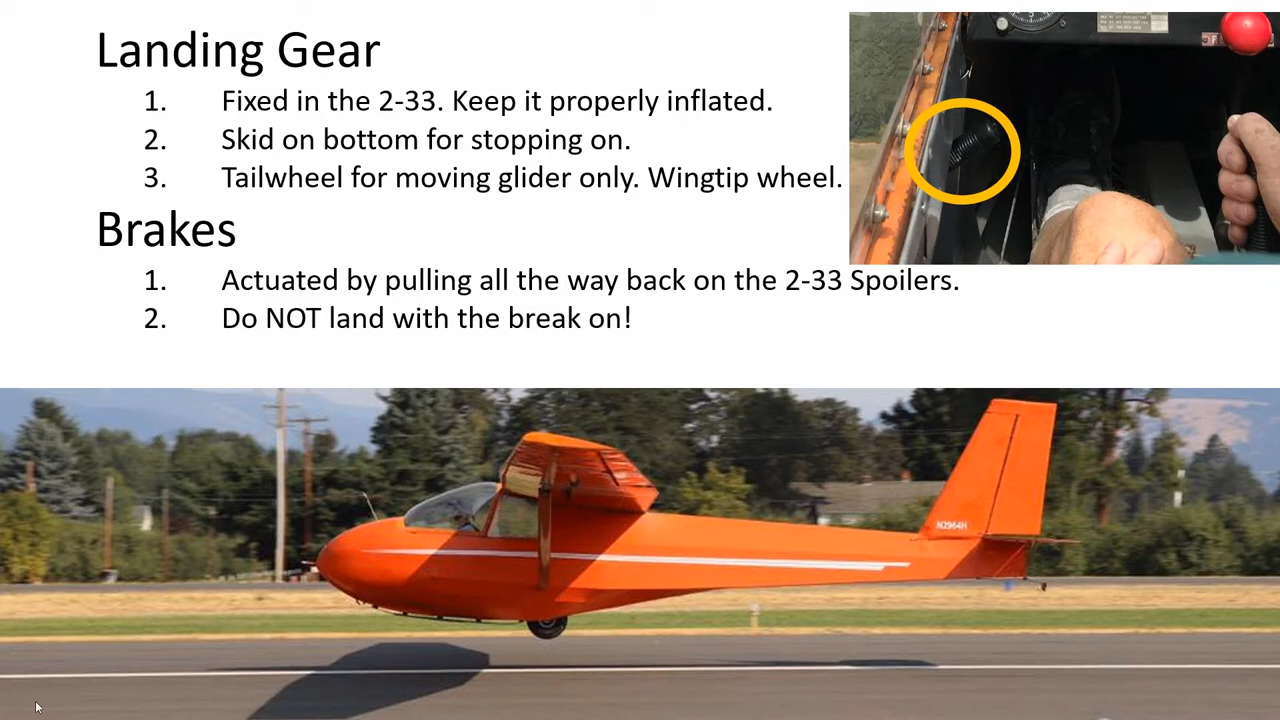 Landing Gear
1. Fixed in the 2-33. Keep it properly inflated.
2. Skid on bottom for stopping on.
3. Tailwheel for moving glider only. Wingtip wheel.
Brakes
1. Actuated by pulling all the way back on the 2-33 Spoilers.
2. Do NOT land with the break on!
N2964H